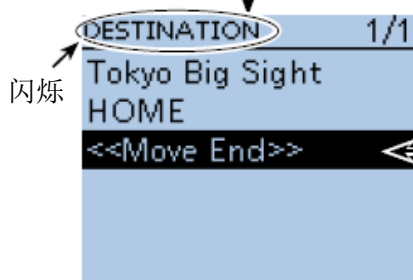 DESTINATION 1/1
闪烁
Tokyo Big Sight
HOME
<<Move End>>